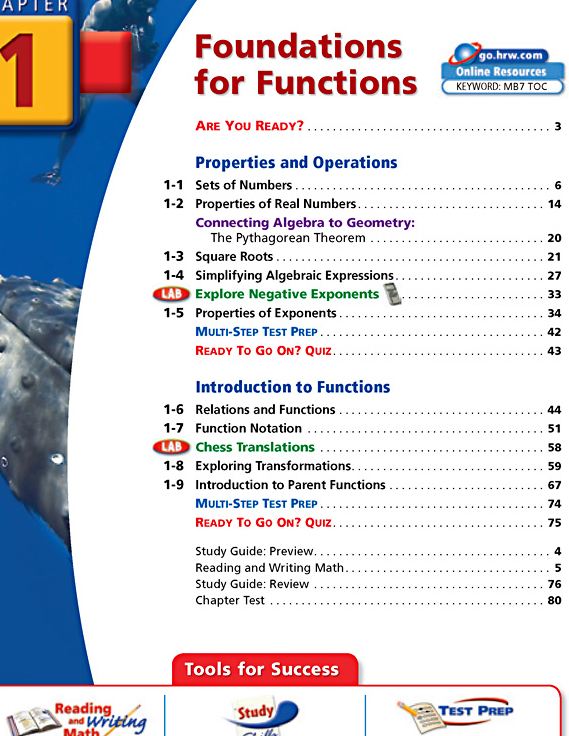 APTER
1
Foundations
for Functions
go.hrw.com
Online Resources
KEYWORD: MB7 TOC
ARE YOU READY? 3
Properties and Operations
1-1 Sets of Numbers 6
1-2 Properties of Real Numbers 14
Connecting Algebra to Geometry:
The Pythagorean Theorem 20
1-3 Square Roots 21
1-4 Simplifying Algebraic Expressions 27
LAB Explore Negative Exponents 33
1-5 Properties of Exponents 34
MULTI-STEP TEST PREP 42
READY TO GO ON? QUIZ 43
Introduction to Functions
1-6 Relations and Functions 44
1-7 Function Notation 51
LAB Chess Translations 58
1-8 Exploring Transformations 59
1-9 Introduction to Parent Functions 67
MULTI-STEP TEST PREP 74
READY TO GO ON? QUIZ 75
Study Guide: Preview 4
Reading and Writing Math 5
Study Guide: Review 76
Chapter Test 80
Tools for Success
Reading
and Writing
Math
Study
Skills
TEST PREP